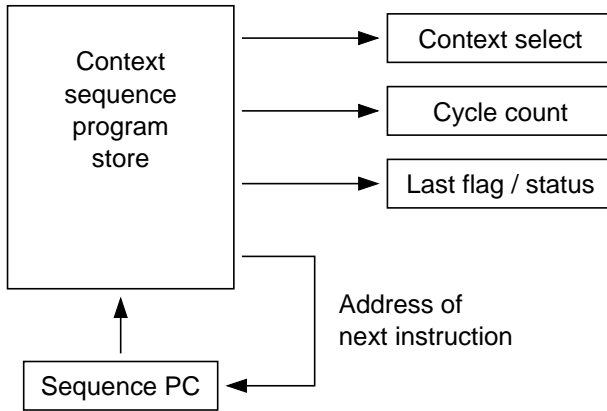 Context
sequence
program
store
Context select
Cycle count
Last flag / status
Address of
next instruction
Sequence PC